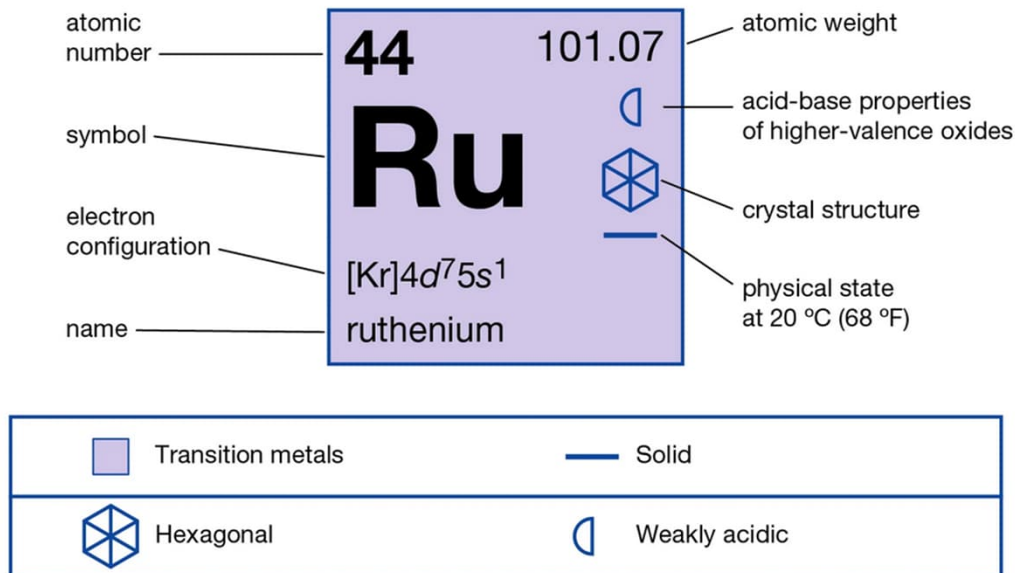 atomic
number
44
101.07
atomic weight
acid-base properties
of higher-valence oxides
symbol
Ru
crystal structure
electron
configuration
[Kr]4d⁷5s¹
physical state
at 20 ºC (68 ºF)
name
ruthenium
Transition metals
Solid
Hexagonal
Weakly acidic